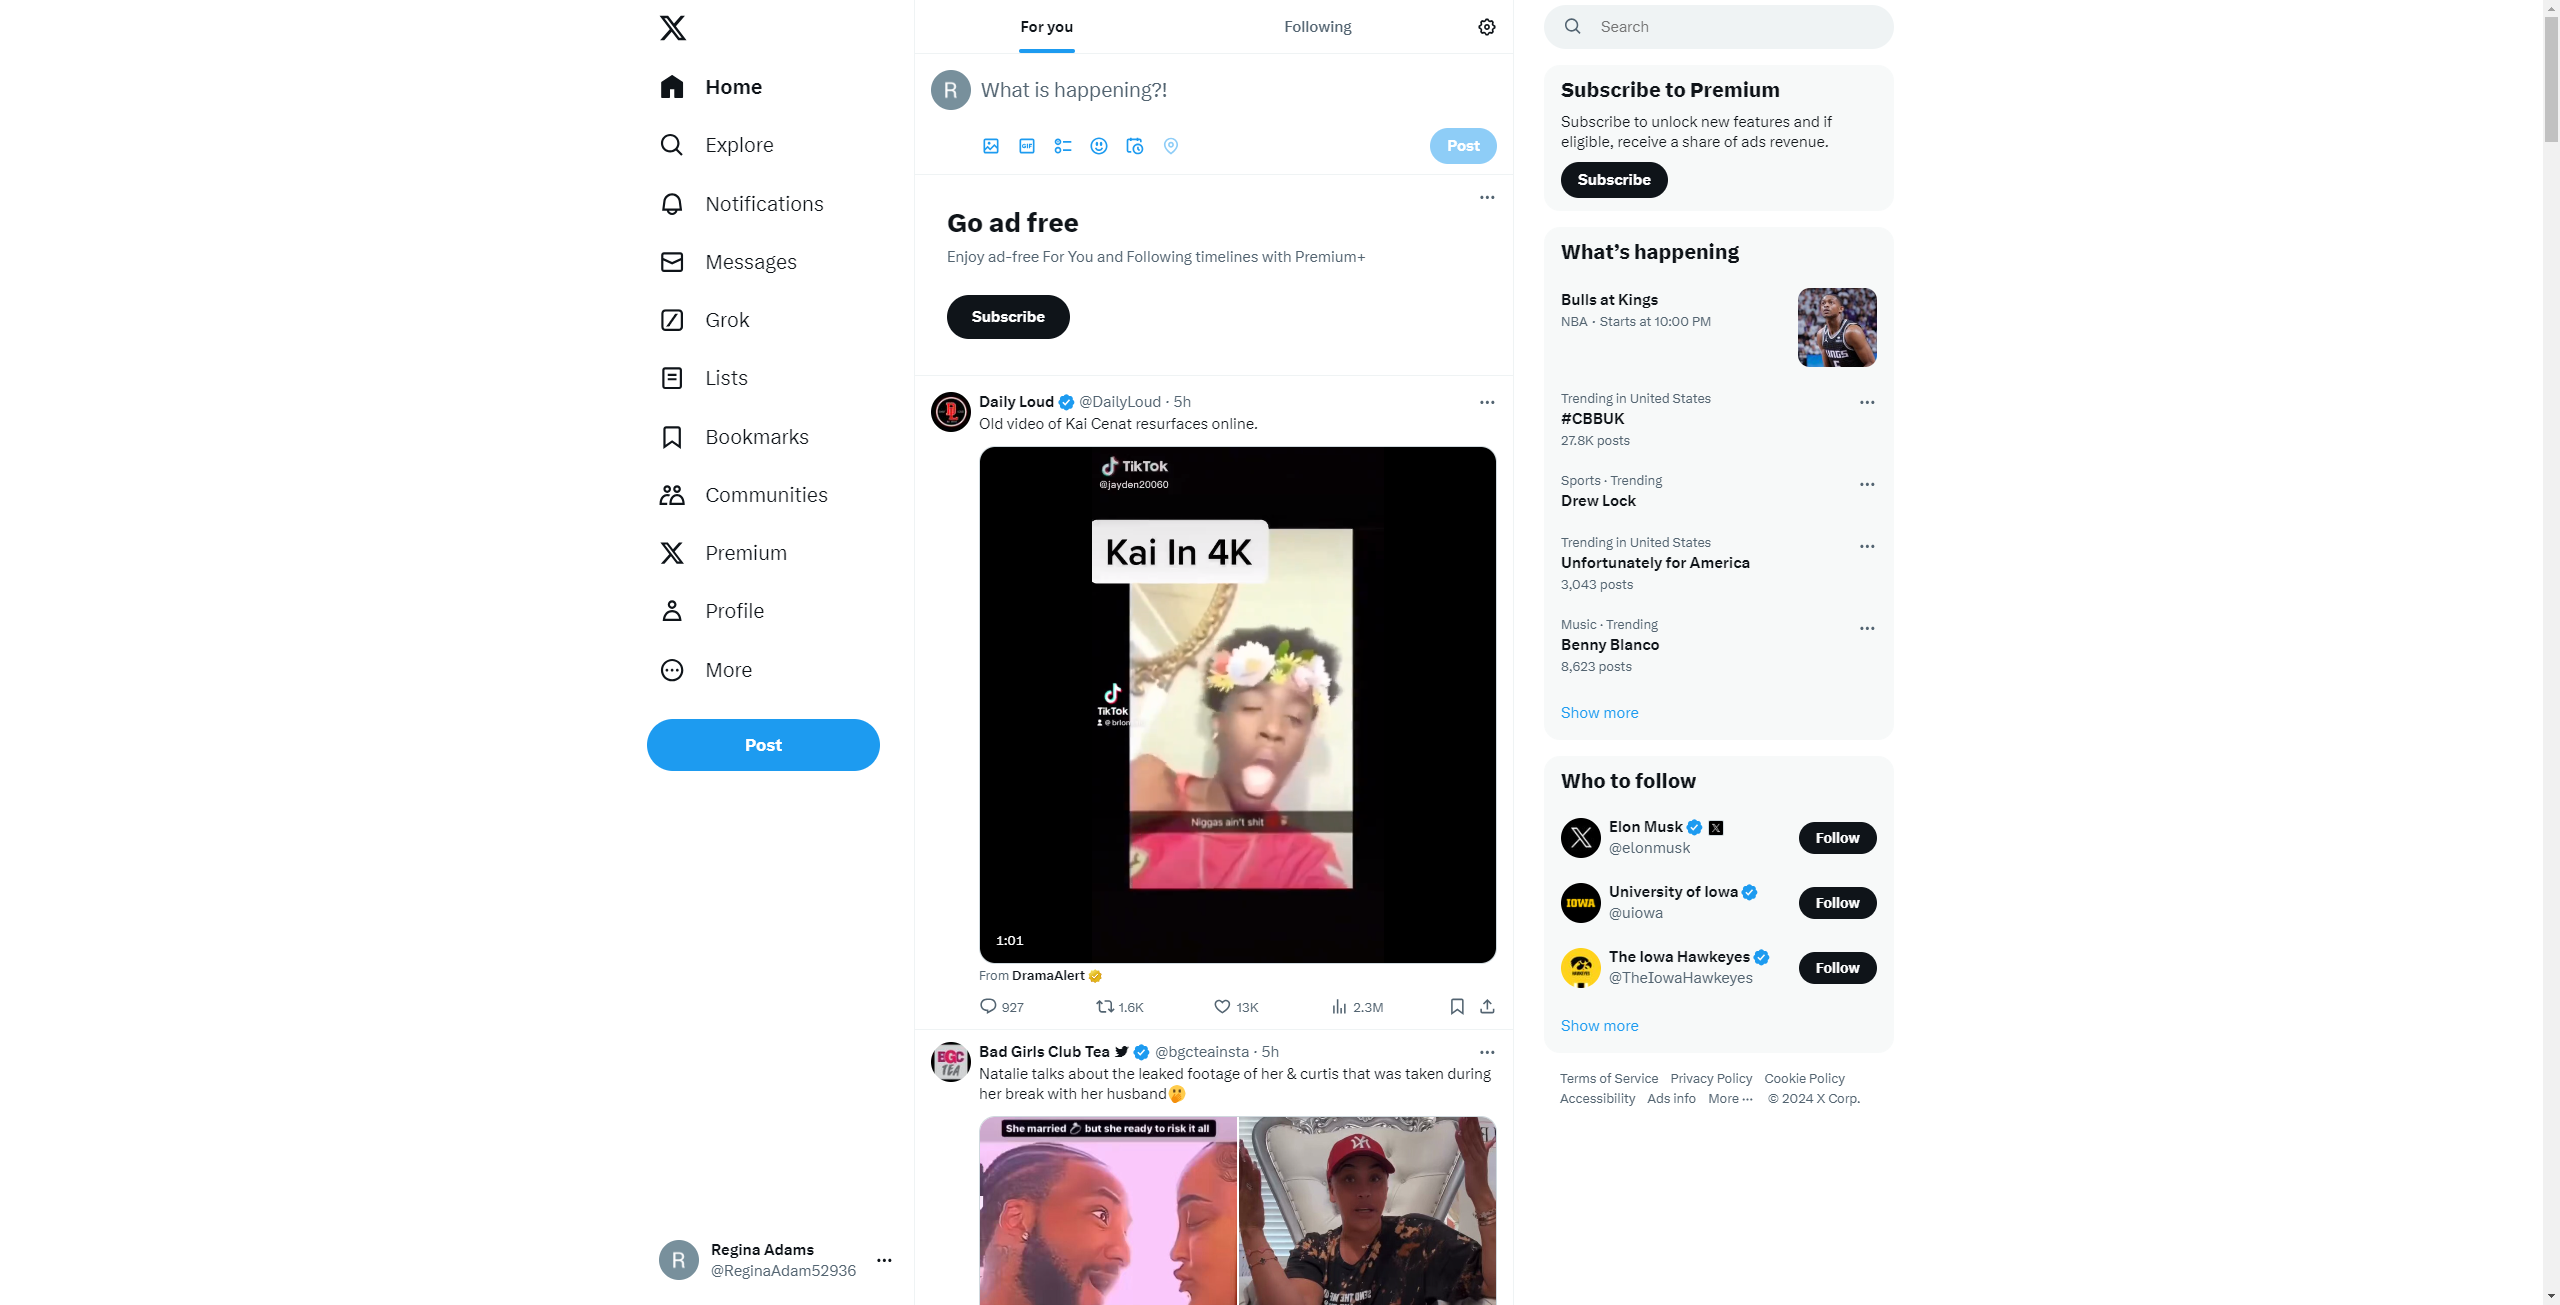 Home
Explore
Notifications
Messages
Grok
Lists
Bookmarks
Communities
Premium
Profile
More
Post
R
Regina Adams
@ReginaAdam52936
For you
Following
R
What is happening?!
GIF
Post
Go ad free
Enjoy ad-free For You and Following timelines with Premium+
Subscribe
Daily Loud @DailyLoud · 5h
Old video of Kai Cenat resurfaces online.
TikTok
@jayden20060
Kai In 4K
TikTok
Niggas ain't shit
1:01
From DramaAlert
927 1.6K 13K 2.3M
BGC
TEA
Bad Girls Club Tea @bgcteainsta · 5h
Natalie talks about the leaked footage of her & curtis that was taken during
her break with her husband🤫
She married 💍 but she ready to risk it all
Search
Subscribe to Premium
Subscribe to unlock new features and if
eligible, receive a share of ads revenue.
Subscribe
What's happening
Bulls at Kings
NBA · Starts at 10:00 PM
Trending in United States
#CBBUK
27.8K posts
Sports · Trending
Drew Lock
Trending in United States
Unfortunately for America
3,043 posts
Music · Trending
Benny Blanco
8,623 posts
Show more
Who to follow
Elon Musk
@elonmusk
Follow
IOWA
University of Iowa
@uiowa
Follow
The Iowa Hawkeyes
@TheIowaHawkeyes
Follow
Show more
Terms of Service Privacy Policy Cookie Policy
Accessibility Ads info More ··· © 2024 X Corp.